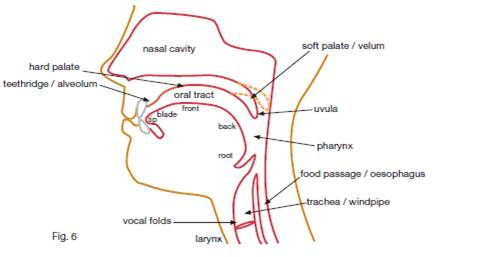 nasal cavity
soft palate / velum
hard palate
teethridge / alveolum
oral tract
front
blade
uvula
back
pharynx
root
food passage / oesophagus
trachea / windpipe
vocal folds
Fig. 6
larynx